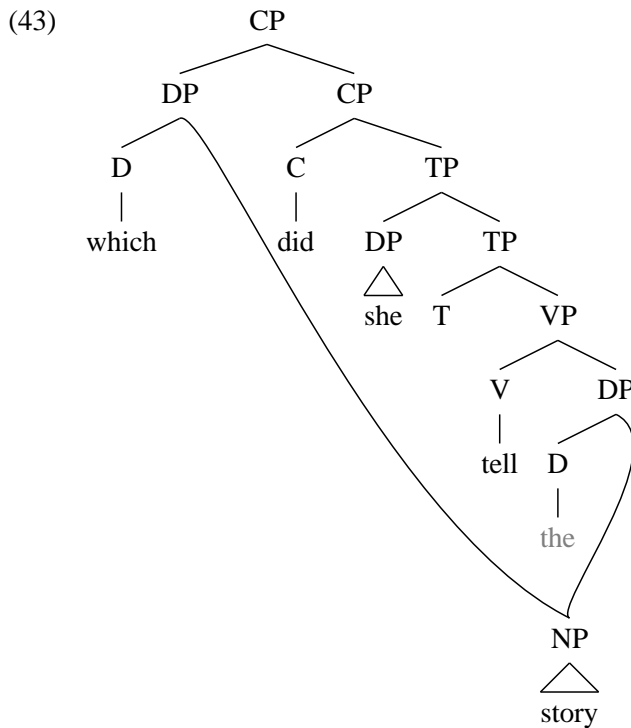 (43) CP
DP CP
D C TP
which did DP TP
she T VP
V DP
tell D
the
NP
story